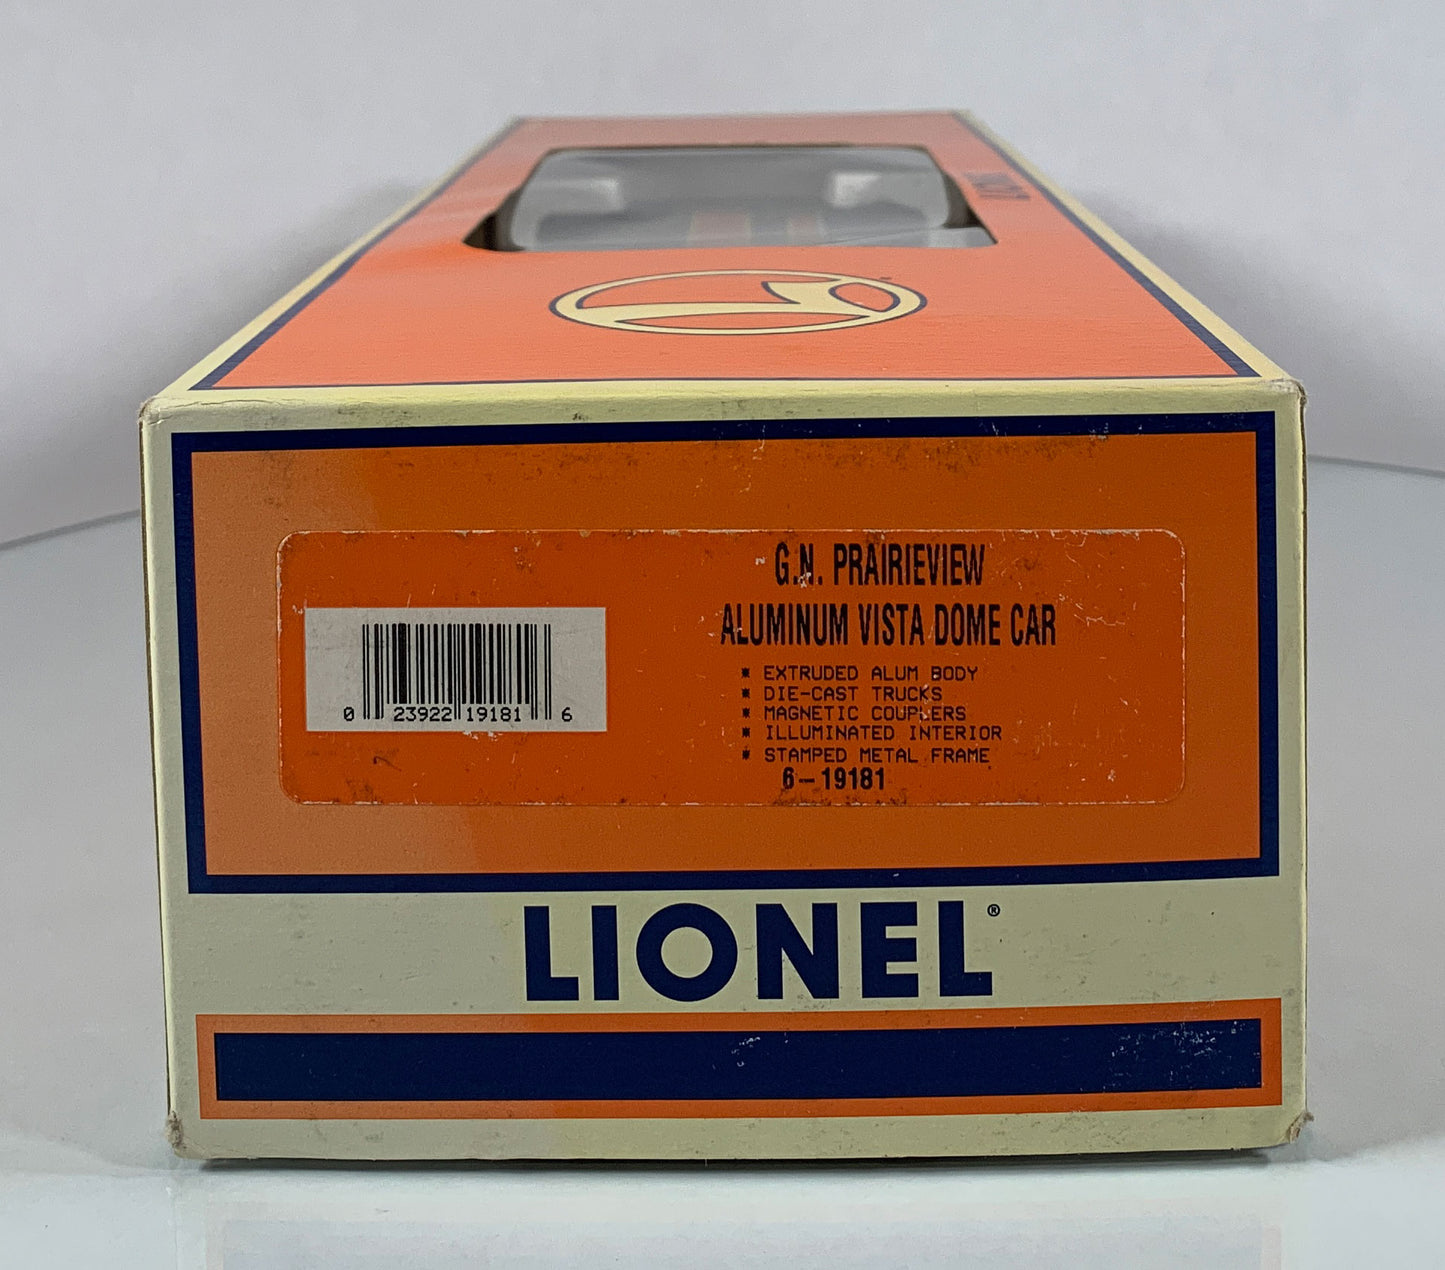 LIONEL
G.N. PRAIRIEVIEW
ALUMINUM VISTA DOME CAR
* EXTRUDED ALUM BODY
* DIE-CAST TRUCKS
* MAGNETIC COUPLERS
* ILLUMINATED INTERIOR
* STAMPED METAL FRAME
6-19181
0 23922 19181 6
LIONEL®